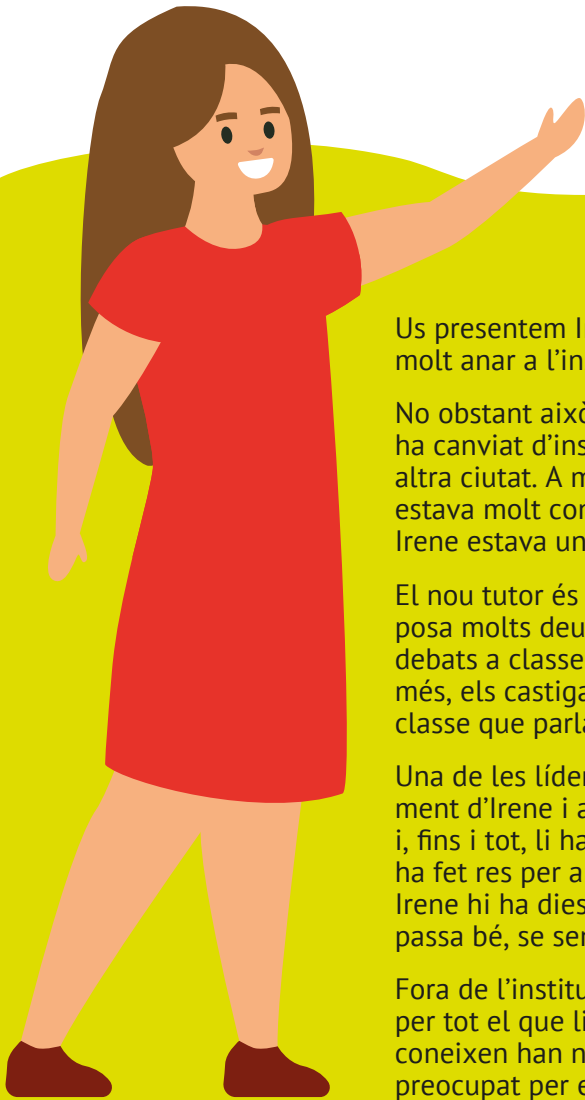 Us presentem I
molt anar a l’in
No obstant això
ha canviat d’ins
altra ciutat. A m
estava molt con
Irene estava un
El nou tutor és
posa molts deu
debats a classe
més, els castiga
classe que parla
Una de les líder
ment d’Irene i a
i, fins i tot, li ha
ha fet res per a
Irene hi ha dies
passa bé, se sen
Fora de l’institu
per tot el que li
coneixen han n
preocupat per e